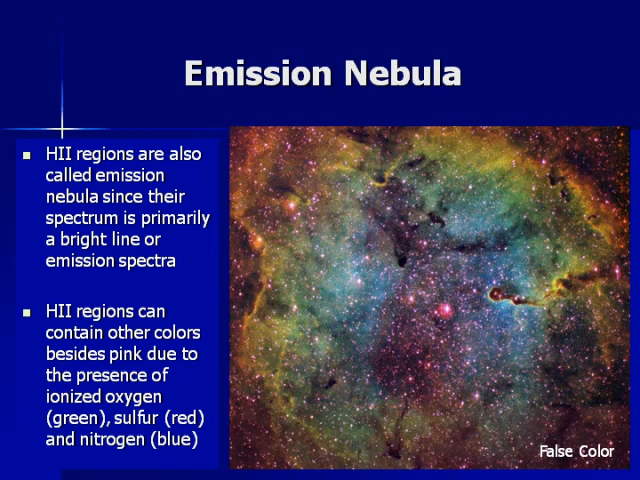 Emission Nebula
HII regions are also
called emission
nebula since their
spectrum is primarily
a bright line or
emission spectra
HII regions can
contain other colors
besides pink due to
the presence of
ionized oxygen
(green), sulfur (red)
and nitrogen (blue)
False Color